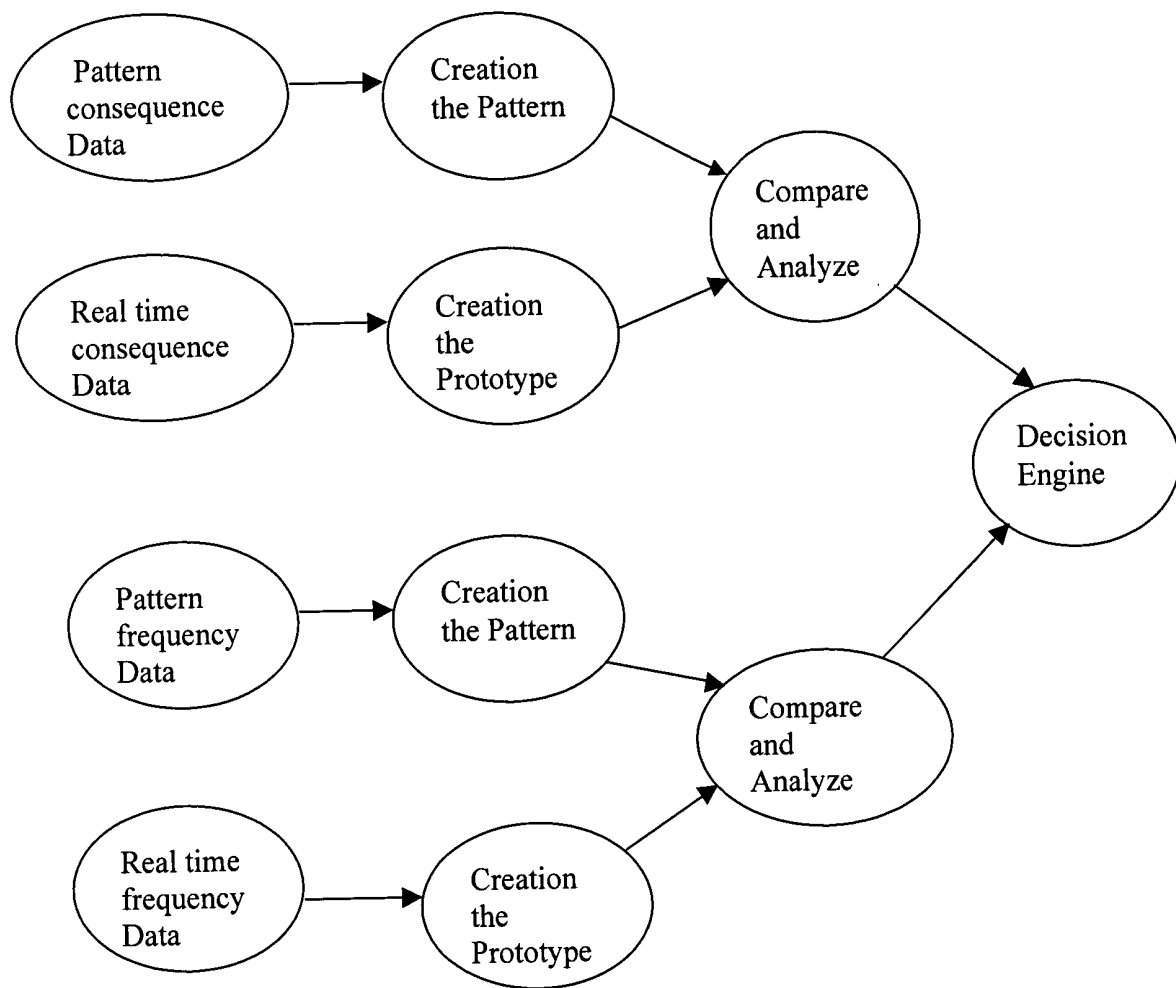 Pattern
consequence
Data
Creation
the Pattern
Compare
and
Analyze
Real time
consequence
Data
Creation
the
Prototype
Decision
Engine
Pattern
frequency
Data
Creation
the Pattern
Compare
and
Analyze
Real time
frequency
Data
Creation
the
Prototype